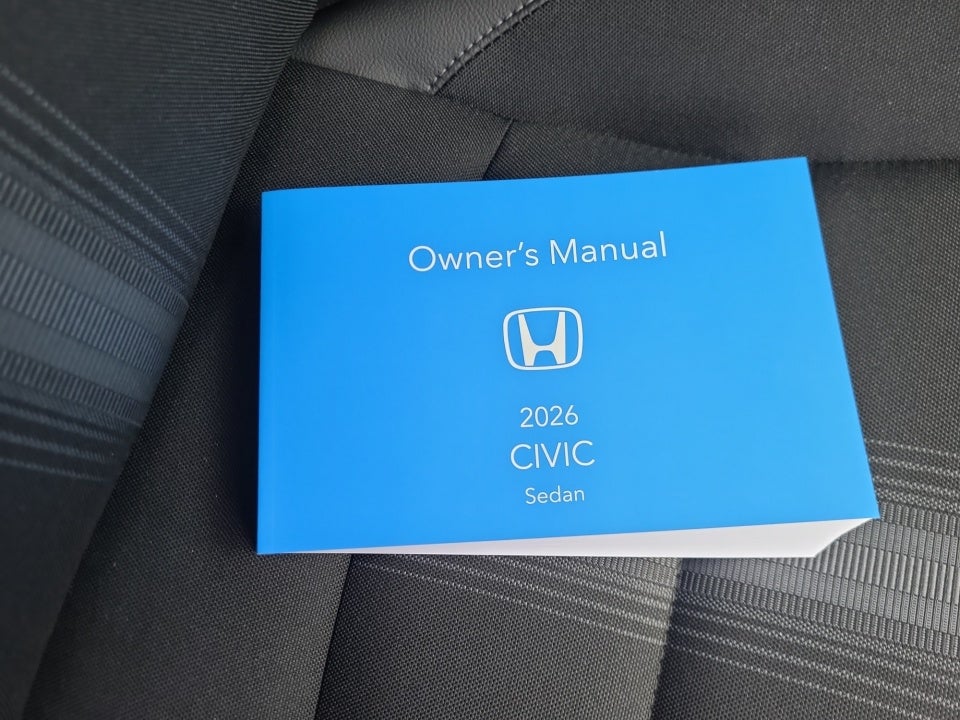 Owner's Manual
2026
CIVIC
Sedan